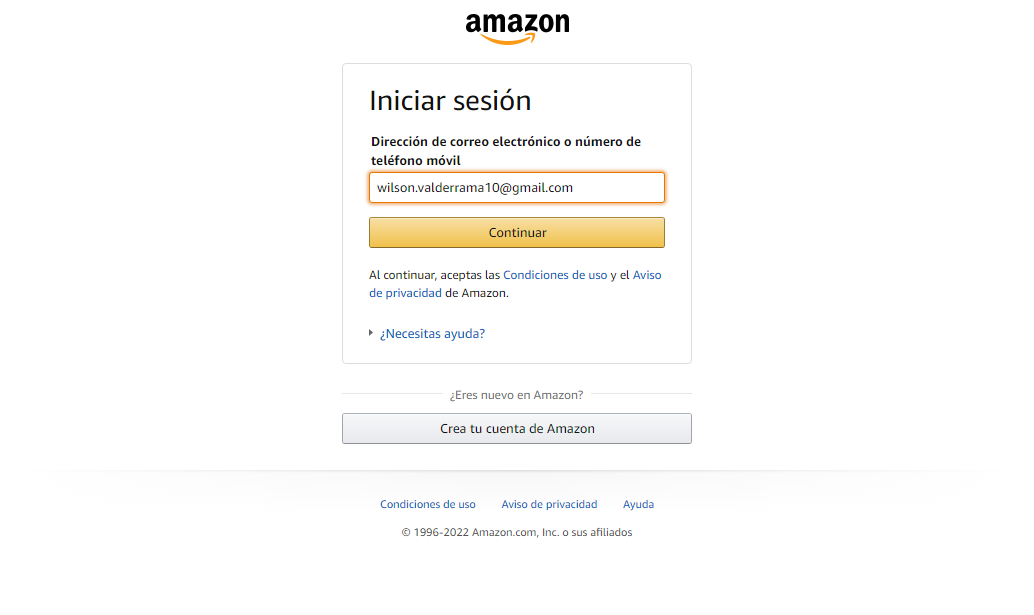 amazon
Iniciar sesión
Dirección de correo electrónico o número de
teléfono móvil
wilson.valderrama10@gmail.com
Continuar
Al continuar, aceptas las Condiciones de uso y el Aviso
de privacidad de Amazon.
¿Necesitas ayuda?
¿Eres nuevo en Amazon?
Crea tu cuenta de Amazon
Condiciones de uso Aviso de privacidad Ayuda
© 1996-2022 Amazon.com, Inc. o sus afiliados